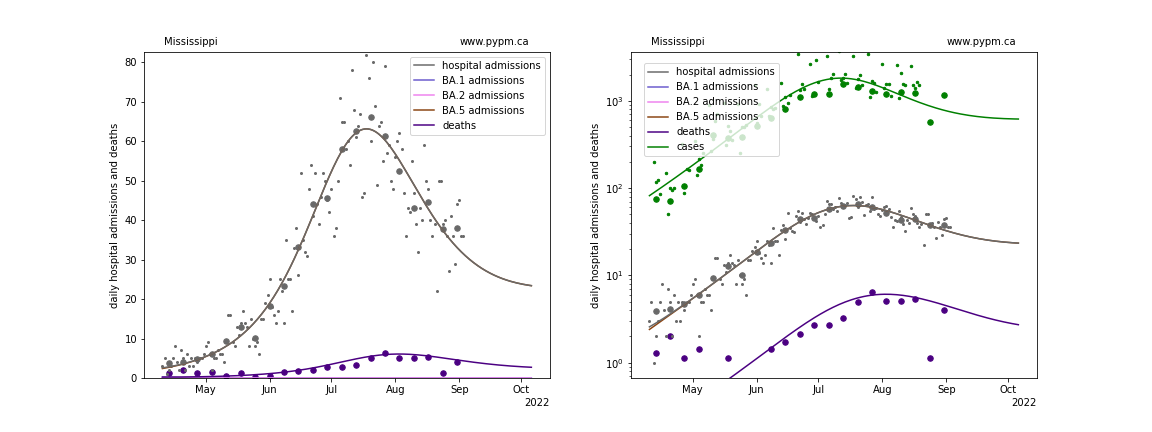 Mississippi
www.pypm.ca
daily hospital admissions and deaths
80
70
60
50
40
30
20
10
0
hospital admissions
BA.1 admissions
BA.2 admissions
BA.5 admissions
deaths
May
Jun
Jul
Aug
Sep
Oct
2022
Mississippi
www.pypm.ca
daily hospital admissions and deaths
10³
10²
10¹
10⁰
hospital admissions
BA.1 admissions
BA.2 admissions
BA.5 admissions
deaths
cases
May
Jun
Jul
Aug
Sep
Oct
2022